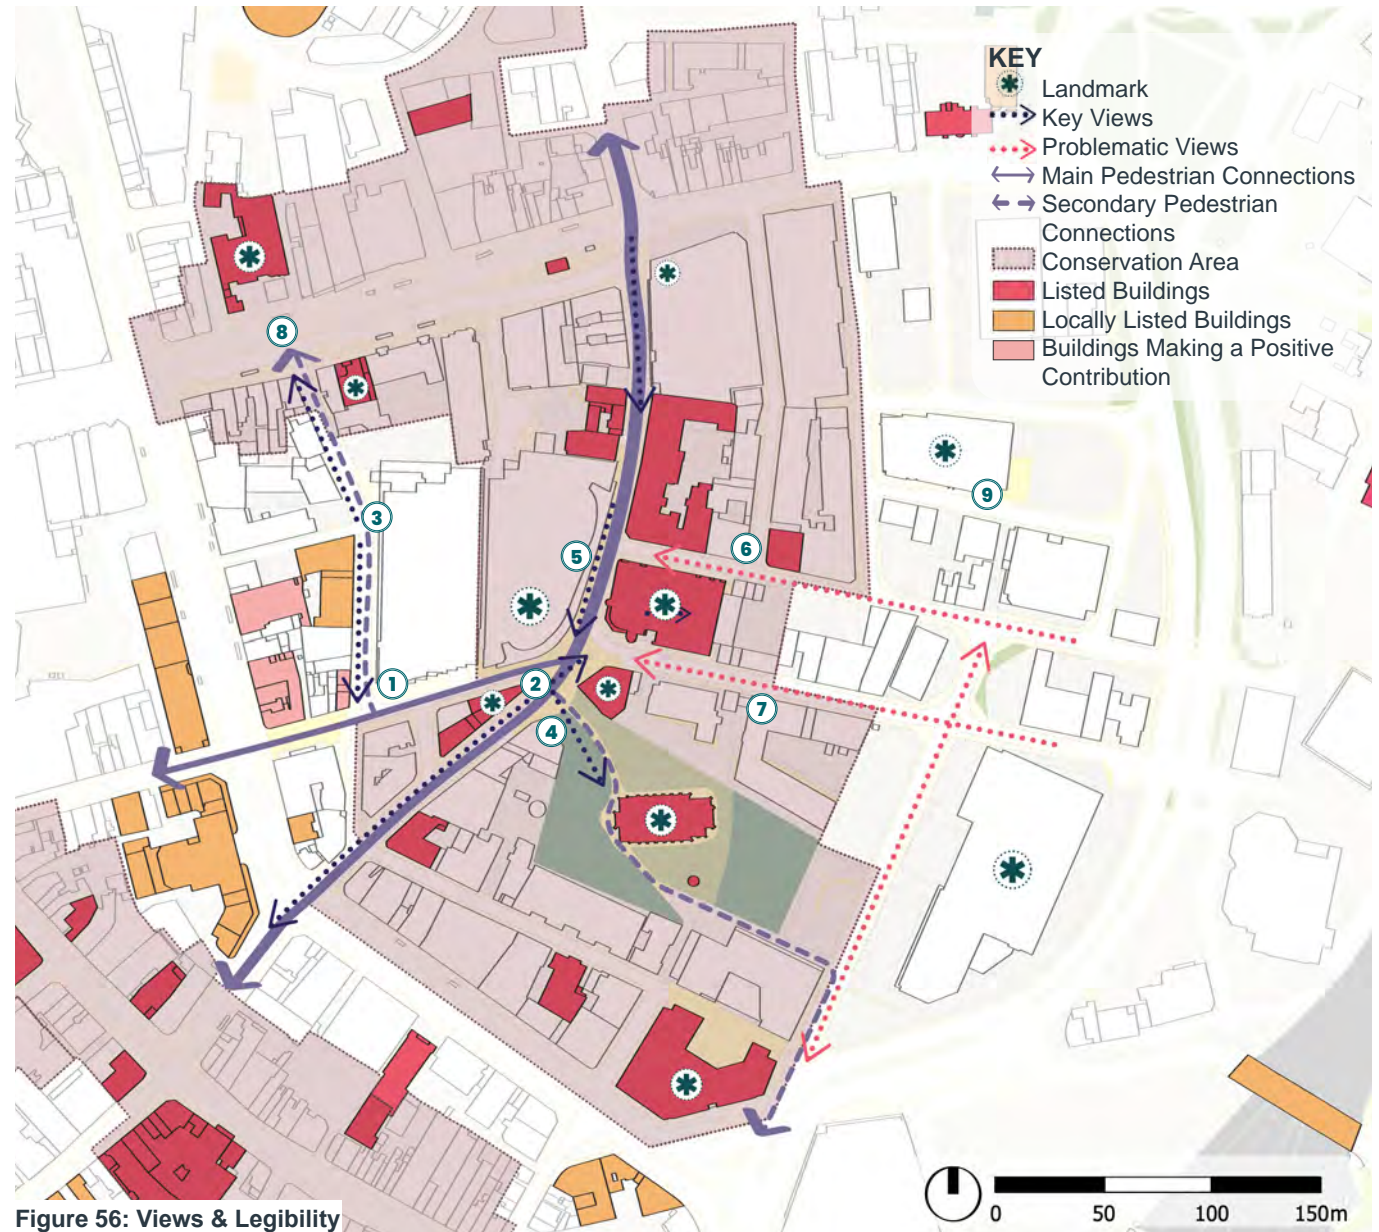 KEY
Landmark
Key Views
Problematic Views
Main Pedestrian Connections
Secondary Pedestrian
Connections
Conservation Area
Listed Buildings
Locally Listed Buildings
Buildings Making a Positive
Contribution
8
3
9
5
6
1
2
7
4
0 50 100 150m
Figure 56: Views & Legibility